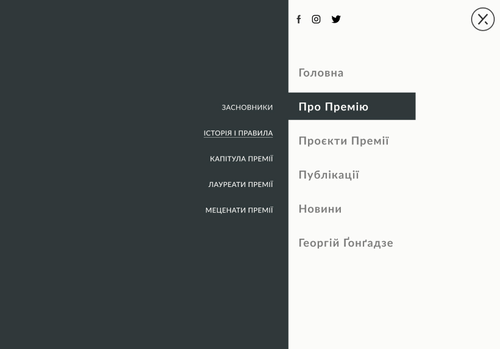 Головна
Про Премію
Проєкти Премії
Публікації
Новини
Георгій Ґонґадзе
ЗАСНОВНИКИ
ІСТОРІЯ І ПРАВИЛА
КАПІТУЛА ПРЕМІЇ
ЛАУРЕАТИ ПРЕМІЇ
МЕЦЕНАТИ ПРЕМІЇ